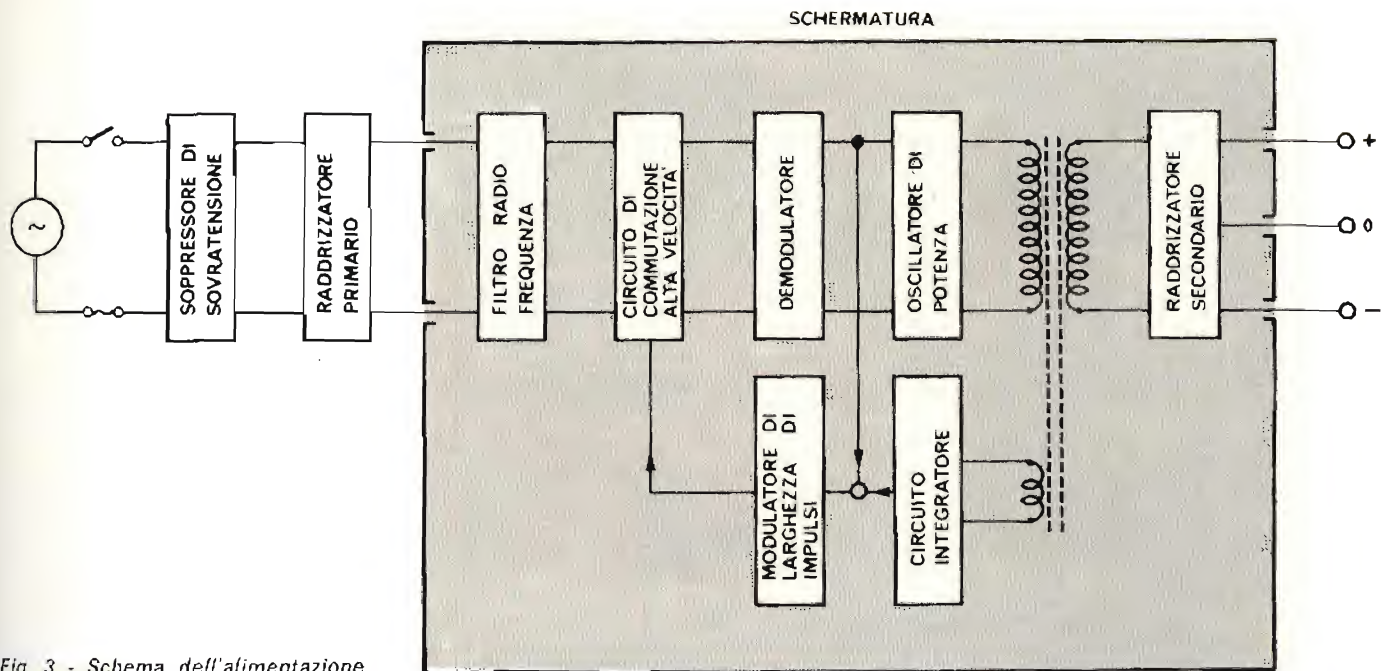 SCHERMATURA
SOPPRESSORE DI
SOVRATENSIONE
RADDRIZZATORE
PRIMARIO
FILTRO RADIO
FREQUENZA
CIRCUITO DI
COMMUTAZIONE
ALTA VELOCITA'
DEMODULATORE
OSCILLATORE DI
POTENZA
RADDRIZZATORE
SECONDARIO
+
0
−
~
MODULATORE DI
LARGHEZZA DI
IMPULSI
CIRCUITO
INTEGRATORE
Fig. 3 - Schema dell'alimentazione